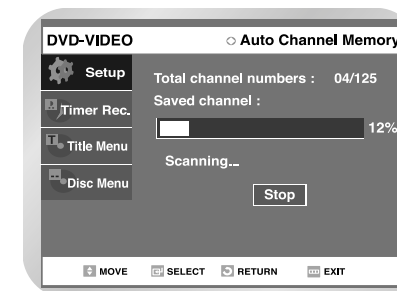 DVD-VIDEO
Auto Channel Memory
Setup
Timer Rec.
Title Menu
Disc Menu
Total channel numbers : 04/125
Saved channel :
12%
Scanning...
Stop
MOVE SELECT RETURN EXIT